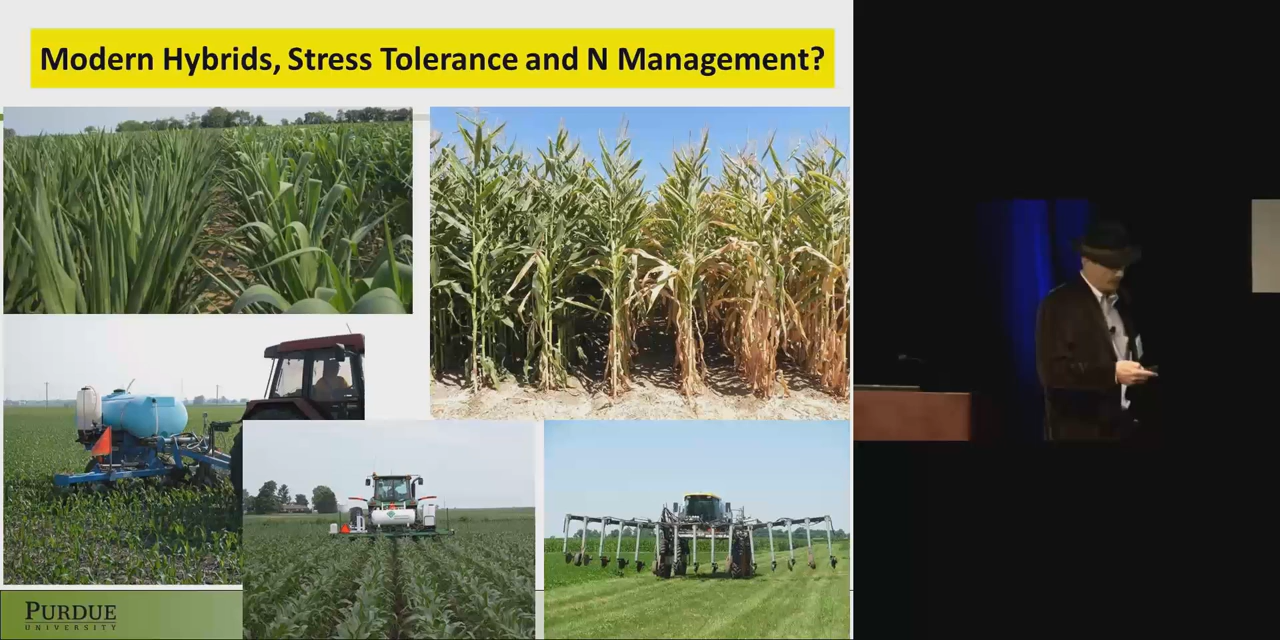 Modern Hybrids, Stress Tolerance and N Management?
PURDUE
UNIVERSITY